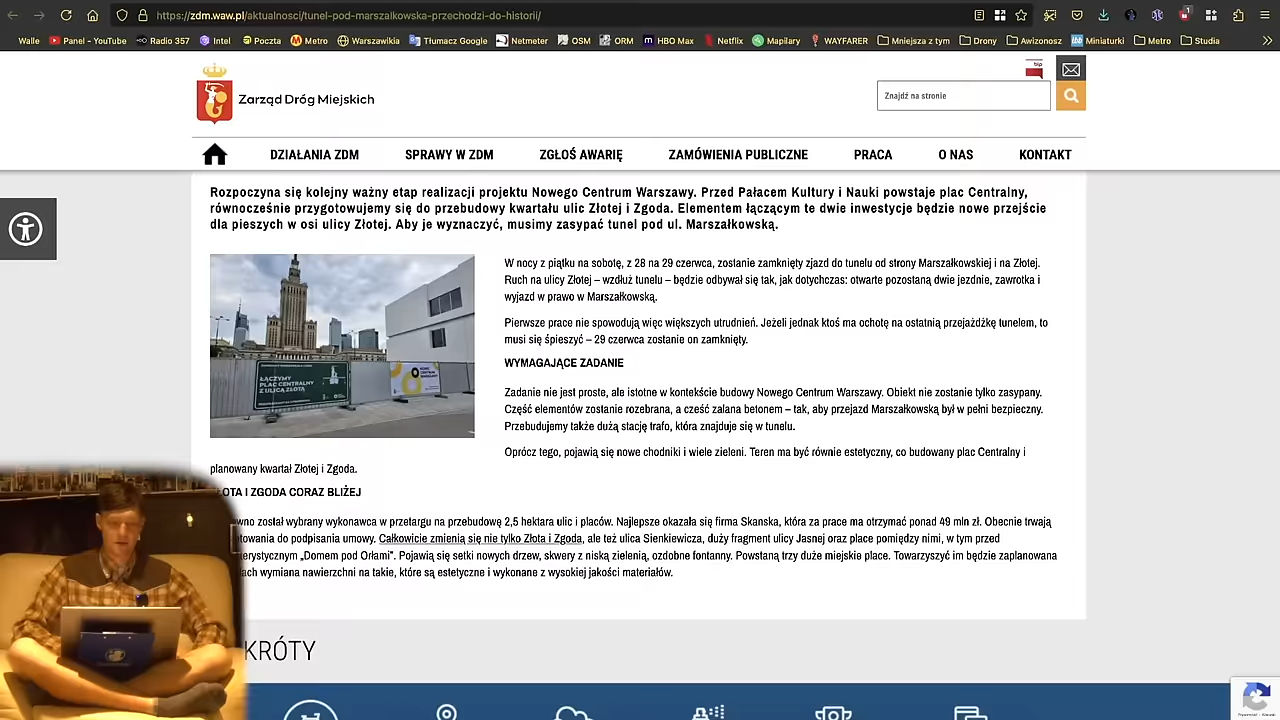 https://zdm.waw.pl/aktualnosci/tunel-pod-marszalkowska-przechodzi-do-historii/
Walle Panel - YouTube Radio 357 Intel Poczta Metro Warszawikia Tłumacz Google Netmeter OSM ORM HBO Max Netflix Mapilary WAYFARER Mniejsza z tym Drony Awizonosz Miniaturki Metro Studia
bip
Zarząd Dróg Miejskich
Znajdź na stronie
DZIAŁANIA ZDM SPRAWY W ZDM ZGŁOŚ AWARIĘ ZAMÓWIENIA PUBLICZNE PRACA O NAS KONTAKT
Rozpoczyna się kolejny ważny etap realizacji projektu Nowego Centrum Warszawy. Przed Pałacem Kultury i Nauki powstaje plac Centralny,
równocześnie przygotowujemy się do przebudowy kwartału ulic Złotej i Zgoda. Elementem łączącym te dwie inwestycje będzie nowe przejście
dla pieszych w osi ulicy Złotej. Aby je wyznaczyć, musimy zasypać tunel pod ul. Marszałkowską.
W nocy z piątku na sobotę, z 28 na 29 czerwca, zostanie zamknięty zjazd do tunelu od strony Marszałkowskiej i na Złotej.
Ruch na ulicy Złotej – wzdłuż tunelu – będzie odbywał się tak, jak dotychczas: otwarte pozostaną dwie jezdnie, zawrotka i
wyjazd w prawo w Marszałkowską.
Pierwsze prace nie spowodują więc większych utrudnień. Jeżeli jednak ktoś ma ochotę na ostatnią przejażdżkę tunelem, to
musi się śpieszyć – 29 czerwca zostanie on zamknięty.
WYMAGAJĄCE ZADANIE
ŁĄCZYMY
PLAC CENTRALNY
Z ULICĄ ZŁOTĄ
Zadanie nie jest proste, ale istotne w kontekście budowy Nowego Centrum Warszawy. Obiekt nie zostanie tylko zasypany.
Część elementów zostanie rozebrana, a cześć zalana betonem – tak, aby przejazd Marszałkowską był w pełni bezpieczny.
Przebudujemy także dużą stację trafo, która znajduje się w tunelu.
Oprócz tego, pojawią się nowe chodniki i wiele zieleni. Teren ma być równie estetyczny, co budowany plac Centralny i
planowany kwartał Złotej i Zgoda.
ŁOTA I ZGODA CORAZ BLIŻEJ
wno został wybrany wykonawca w przetargu na przebudowę 2,5 hektara ulic i placów. Najlepsze okazała się firma Skanska, która za prace ma otrzymać ponad 49 mln zł. Obecnie trwają
otowania do podpisania umowy. Całkowicie zmienią się nie tylko Złota i Zgoda, ale też ulica Sienkiewicza, duży fragment ulicy Jasnej oraz place pomiędzy nimi, w tym przed
erystycznym „Domem pod Orłami”. Pojawią się setki nowych drzew, skwery z niską zielenią, ozdobne fontanny. Powstaną trzy duże miejskie place. Towarzyszyć im będzie zaplanowana
ach wymiana nawierzchni na takie, które są estetyczne i wykonane z wysokiej jakości materiałów.
KRÓTY